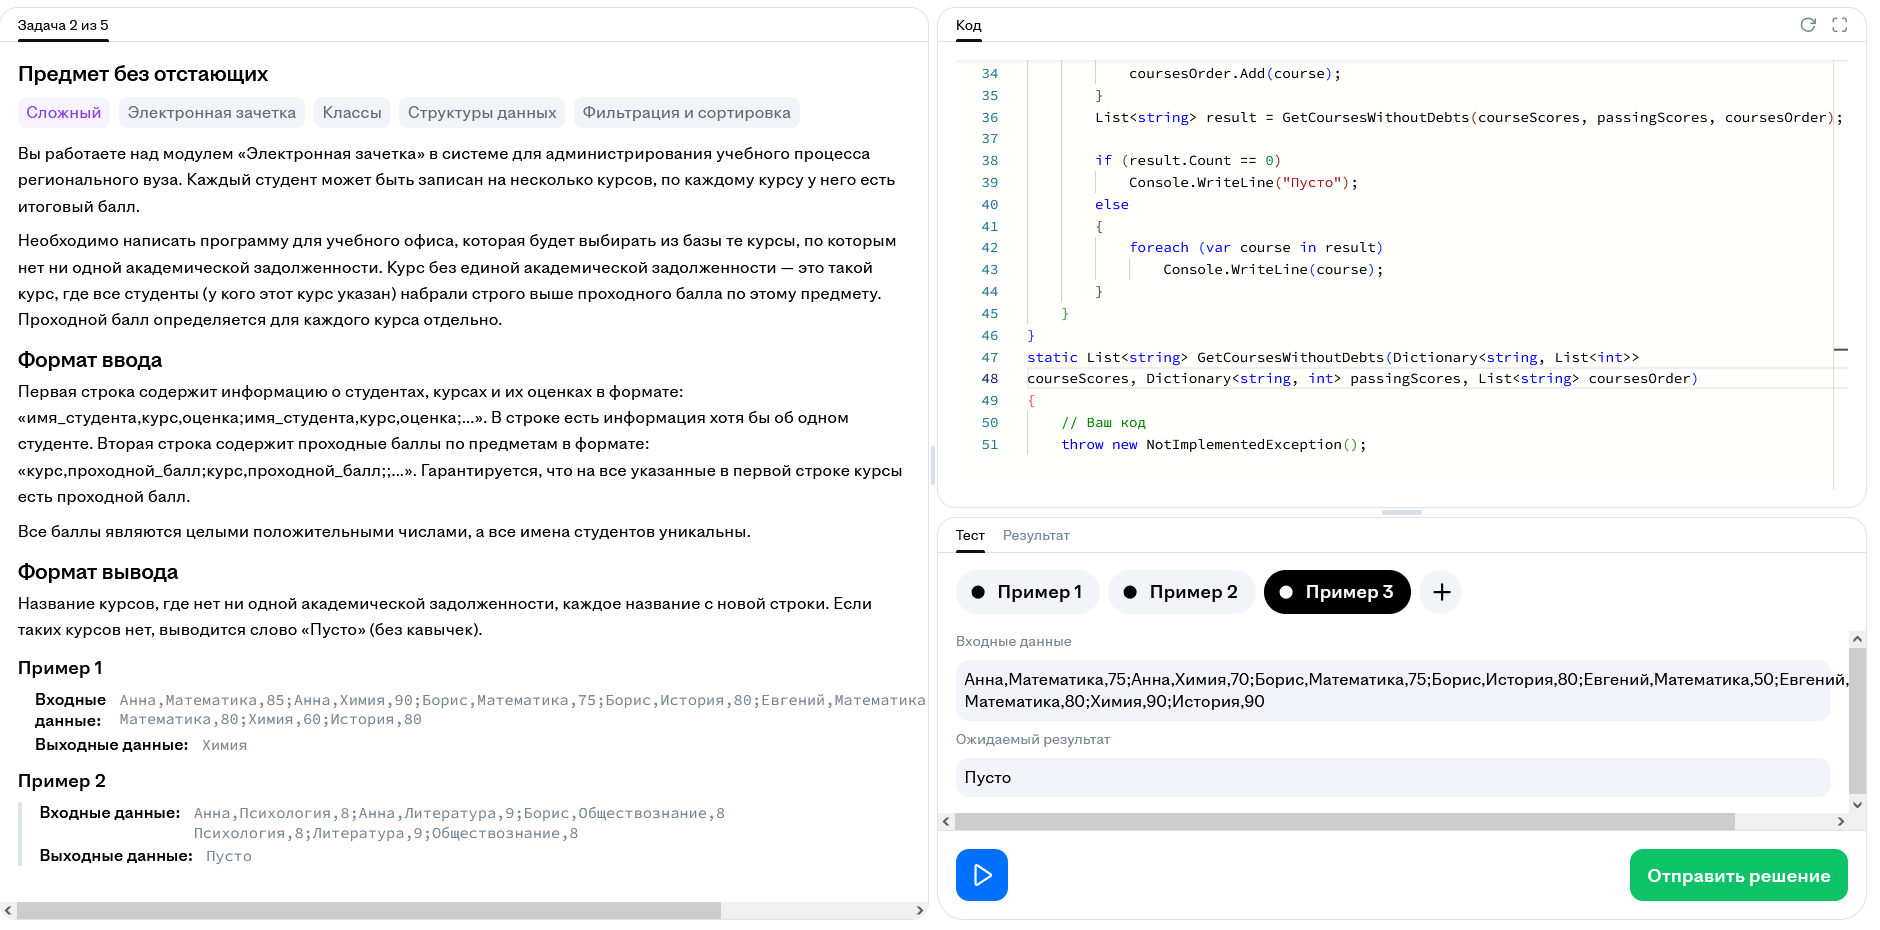 Задача 2 из 5
Предмет без отстающих
Сложный
Электронная зачетка
Классы
Структуры данных
Фильтрация и сортировка
Вы работаете над модулем «Электронная зачетка» в системе для администрирования учебного процесса
регионального вуза. Каждый студент может быть записан на несколько курсов, по каждому курсу у него есть
итоговый балл.
Необходимо написать программу для учебного офиса, которая будет выбирать из базы те курсы, по которым
нет ни одной академической задолженности. Курс без единой академической задолженности — это такой
курс, где все студенты (у кого этот курс указан) набрали строго выше проходного балла по этому предмету.
Проходной балл определяется для каждого курса отдельно.
Формат ввода
Первая строка содержит информацию о студентах, курсах и их оценках в формате:
«имя_студента,курс,оценка;имя_студента,курс,оценка;...». В строке есть информация хотя бы об одном
студенте. Вторая строка содержит проходные баллы по предметам в формате:
«курс,проходной_балл;курс,проходной_балл;;...». Гарантируется, что на все указанные в первой строке курсы
есть проходной балл.
Все баллы являются целыми положительными числами, а все имена студентов уникальны.
Формат вывода
Название курсов, где нет ни одной академической задолженности, каждое название с новой строки. Если
таких курсов нет, выводится слово «Пусто» (без кавычек).
Пример 1
Входные данные: Анна,Математика,85;Анна,Химия,90;Борис,Математика,75;Борис,История,80;Евгений,Математика
Математика,80;Химия,60;История,80
Выходные данные: Химия
Пример 2
Входные данные: Анна,Психология,8;Анна,Литература,9;Борис,Обществознание,8
Психология,8;Литература,9;Обществознание,8
Выходные данные: Пусто
Код
34 coursesOrder.Add(course);
35 }
36 List<string> result = GetCoursesWithoutDebts(courseScores, passingScores, coursesOrder);
37
38 if (result.Count == 0)
39 Console.WriteLine("Пусто");
40 else
41 {
42 foreach (var course in result)
43 Console.WriteLine(course);
44 }
45 }
46 }
47 static List<string> GetCoursesWithoutDebts(Dictionary<string, List<int>>
48 courseScores, Dictionary<string, int> passingScores, List<string> coursesOrder)
49 {
50 // Ваш код
51 throw new NotImplementedException();
Тест
Результат
Пример 1
Пример 2
Пример 3
+
Входные данные
Анна,Математика,75;Анна,Химия,70;Борис,Математика,75;Борис,История,80;Евгений,Математика,50;Евгений,
Математика,80;Химия,90;История,90
Ожидаемый результат
Пусто
Отправить решение